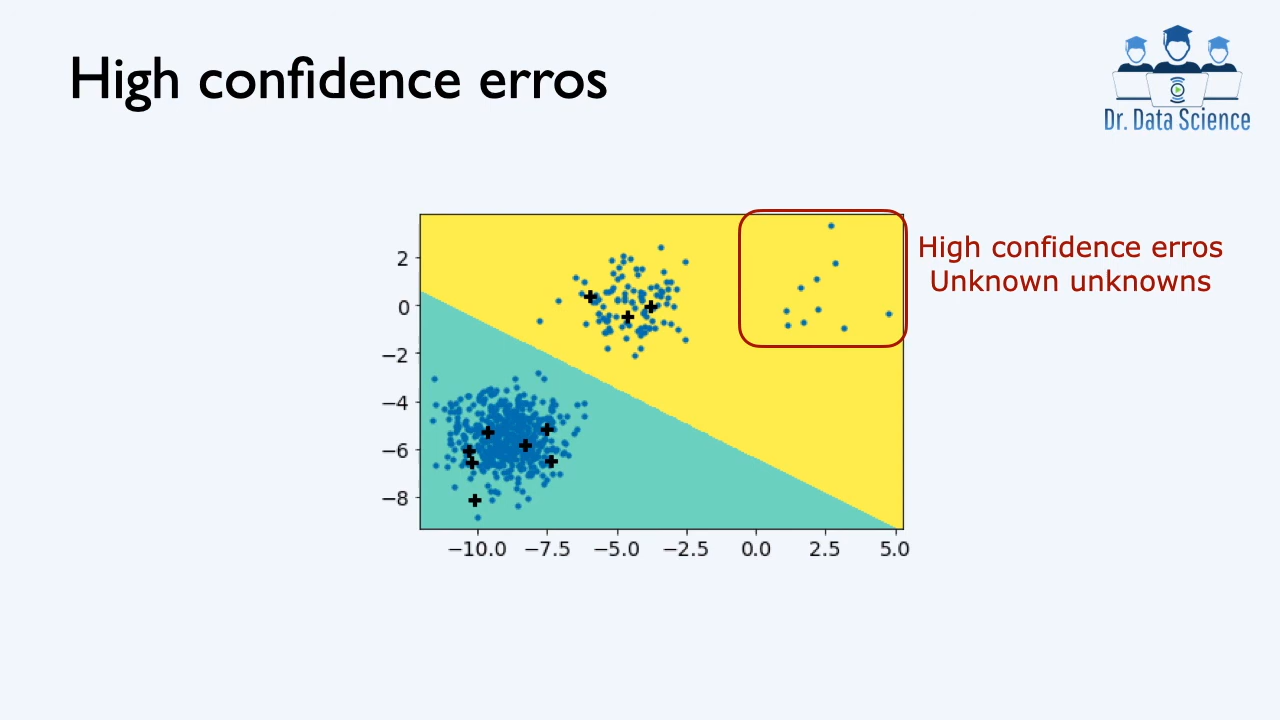 High confidence erros
Dr. Data Science
High confidence erros
Unknown unknowns
2
0
−2
−4
−6
−8
−10.0 −7.5 −5.0 −2.5 0.0 2.5 5.0